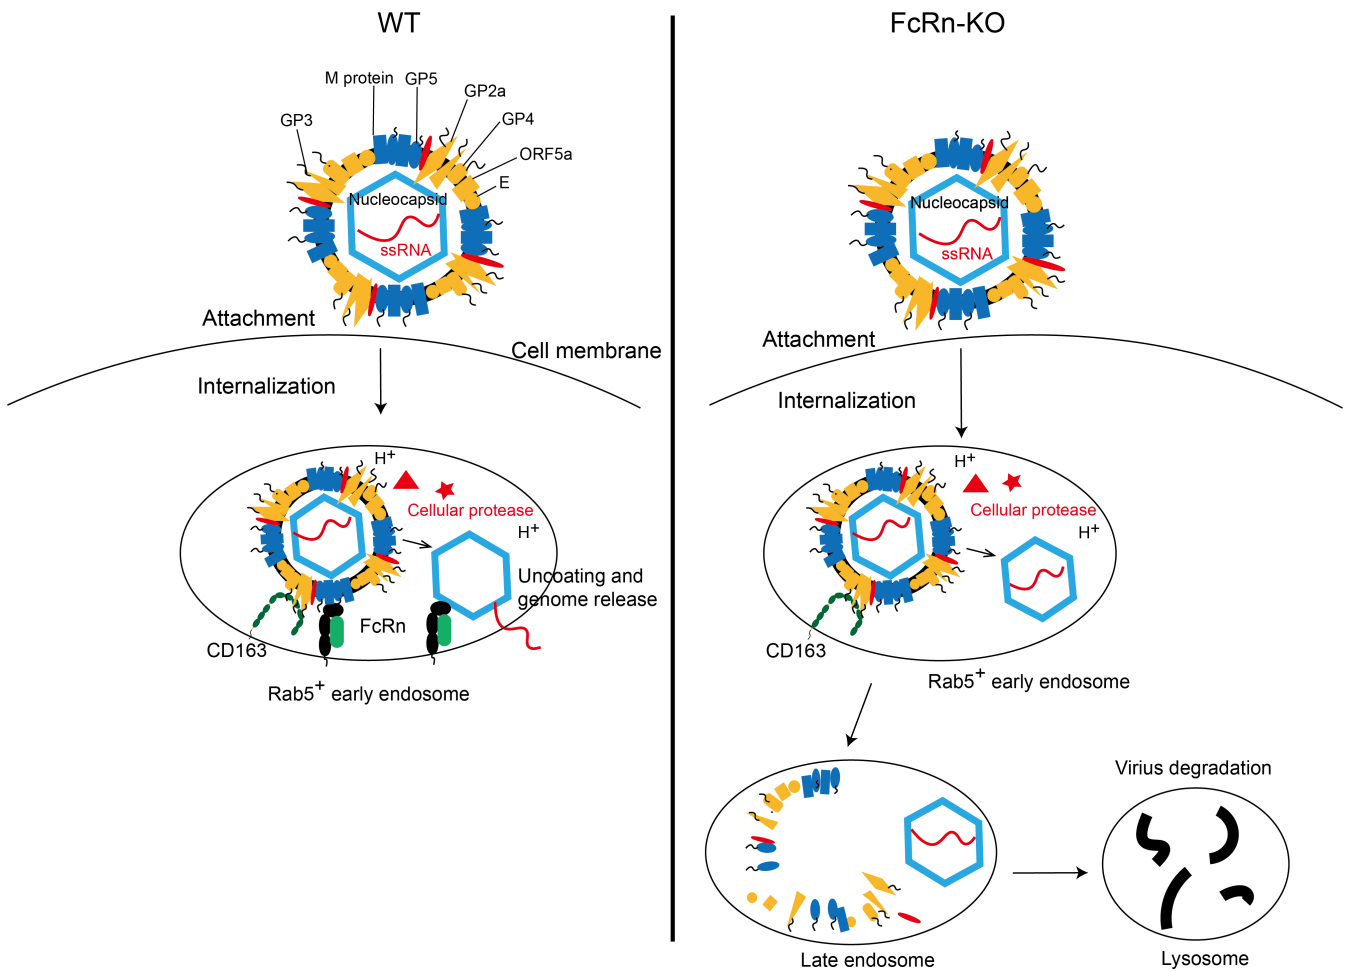 WT
FcRn-KO
M protein
GP5
GP2a
GP3
GP4
ORF5a
E
Nucleocapsid
ssRNA
Nucleocapsid
ssRNA
Attachment
Cell membrane
Internalization
Attachment
Internalization
H+
Cellular protease
H+
Uncoating and
genome release
FcRn
CD163
Rab5+ early endosome
H+
Cellular protease
H+
CD163
Rab5+ early endosome
Virius degradation
Late endosome
Lysosome